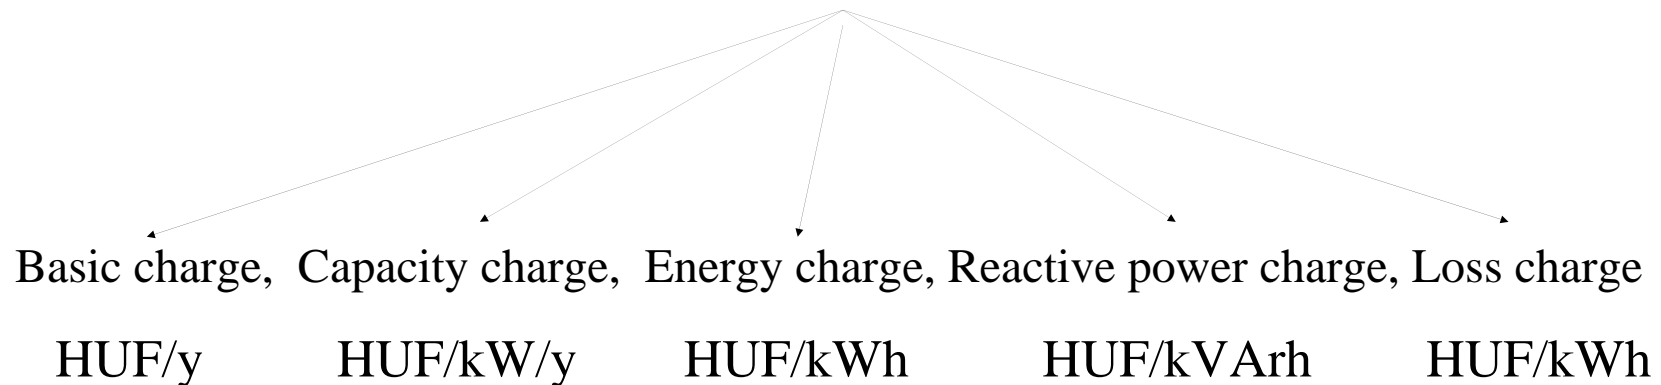 Basic charge, Capacity charge, Energy charge, Reactive power charge, Loss charge
HUF/y HUF/kW/y HUF/kWh HUF/kVArh HUF/kWh